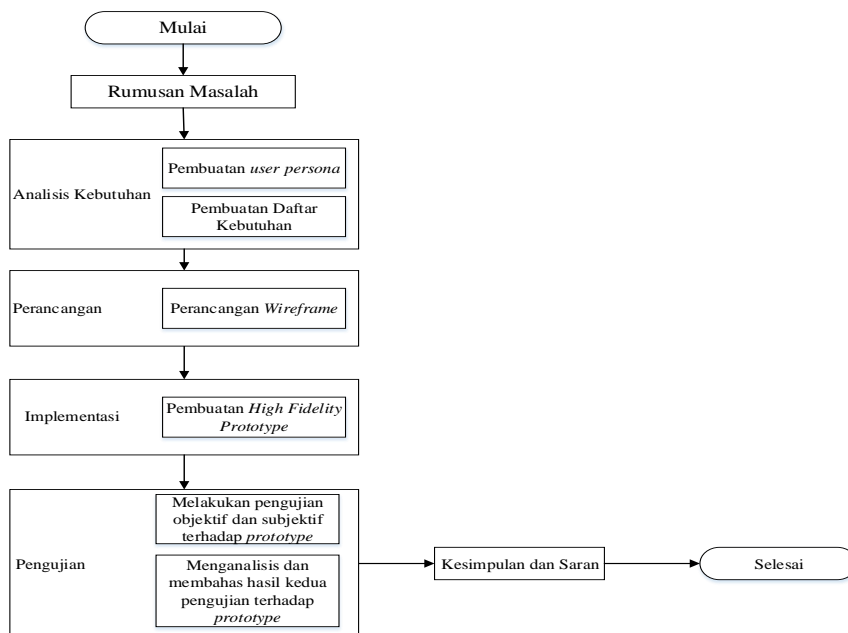 Mulai
Rumusan Masalah
Analisis Kebutuhan
Pembuatan user persona
Pembuatan Daftar
Kebutuhan
Perancangan
Perancangan Wireframe
Implementasi
Pembuatan High Fidelity
Prototype
Pengujian
Melakukan pengujian
objektif dan subjektif
terhadap prototype
Menganalisis dan
membahas hasil kedua
pengujian terhadap
prototype
Kesimpulan dan Saran
Selesai